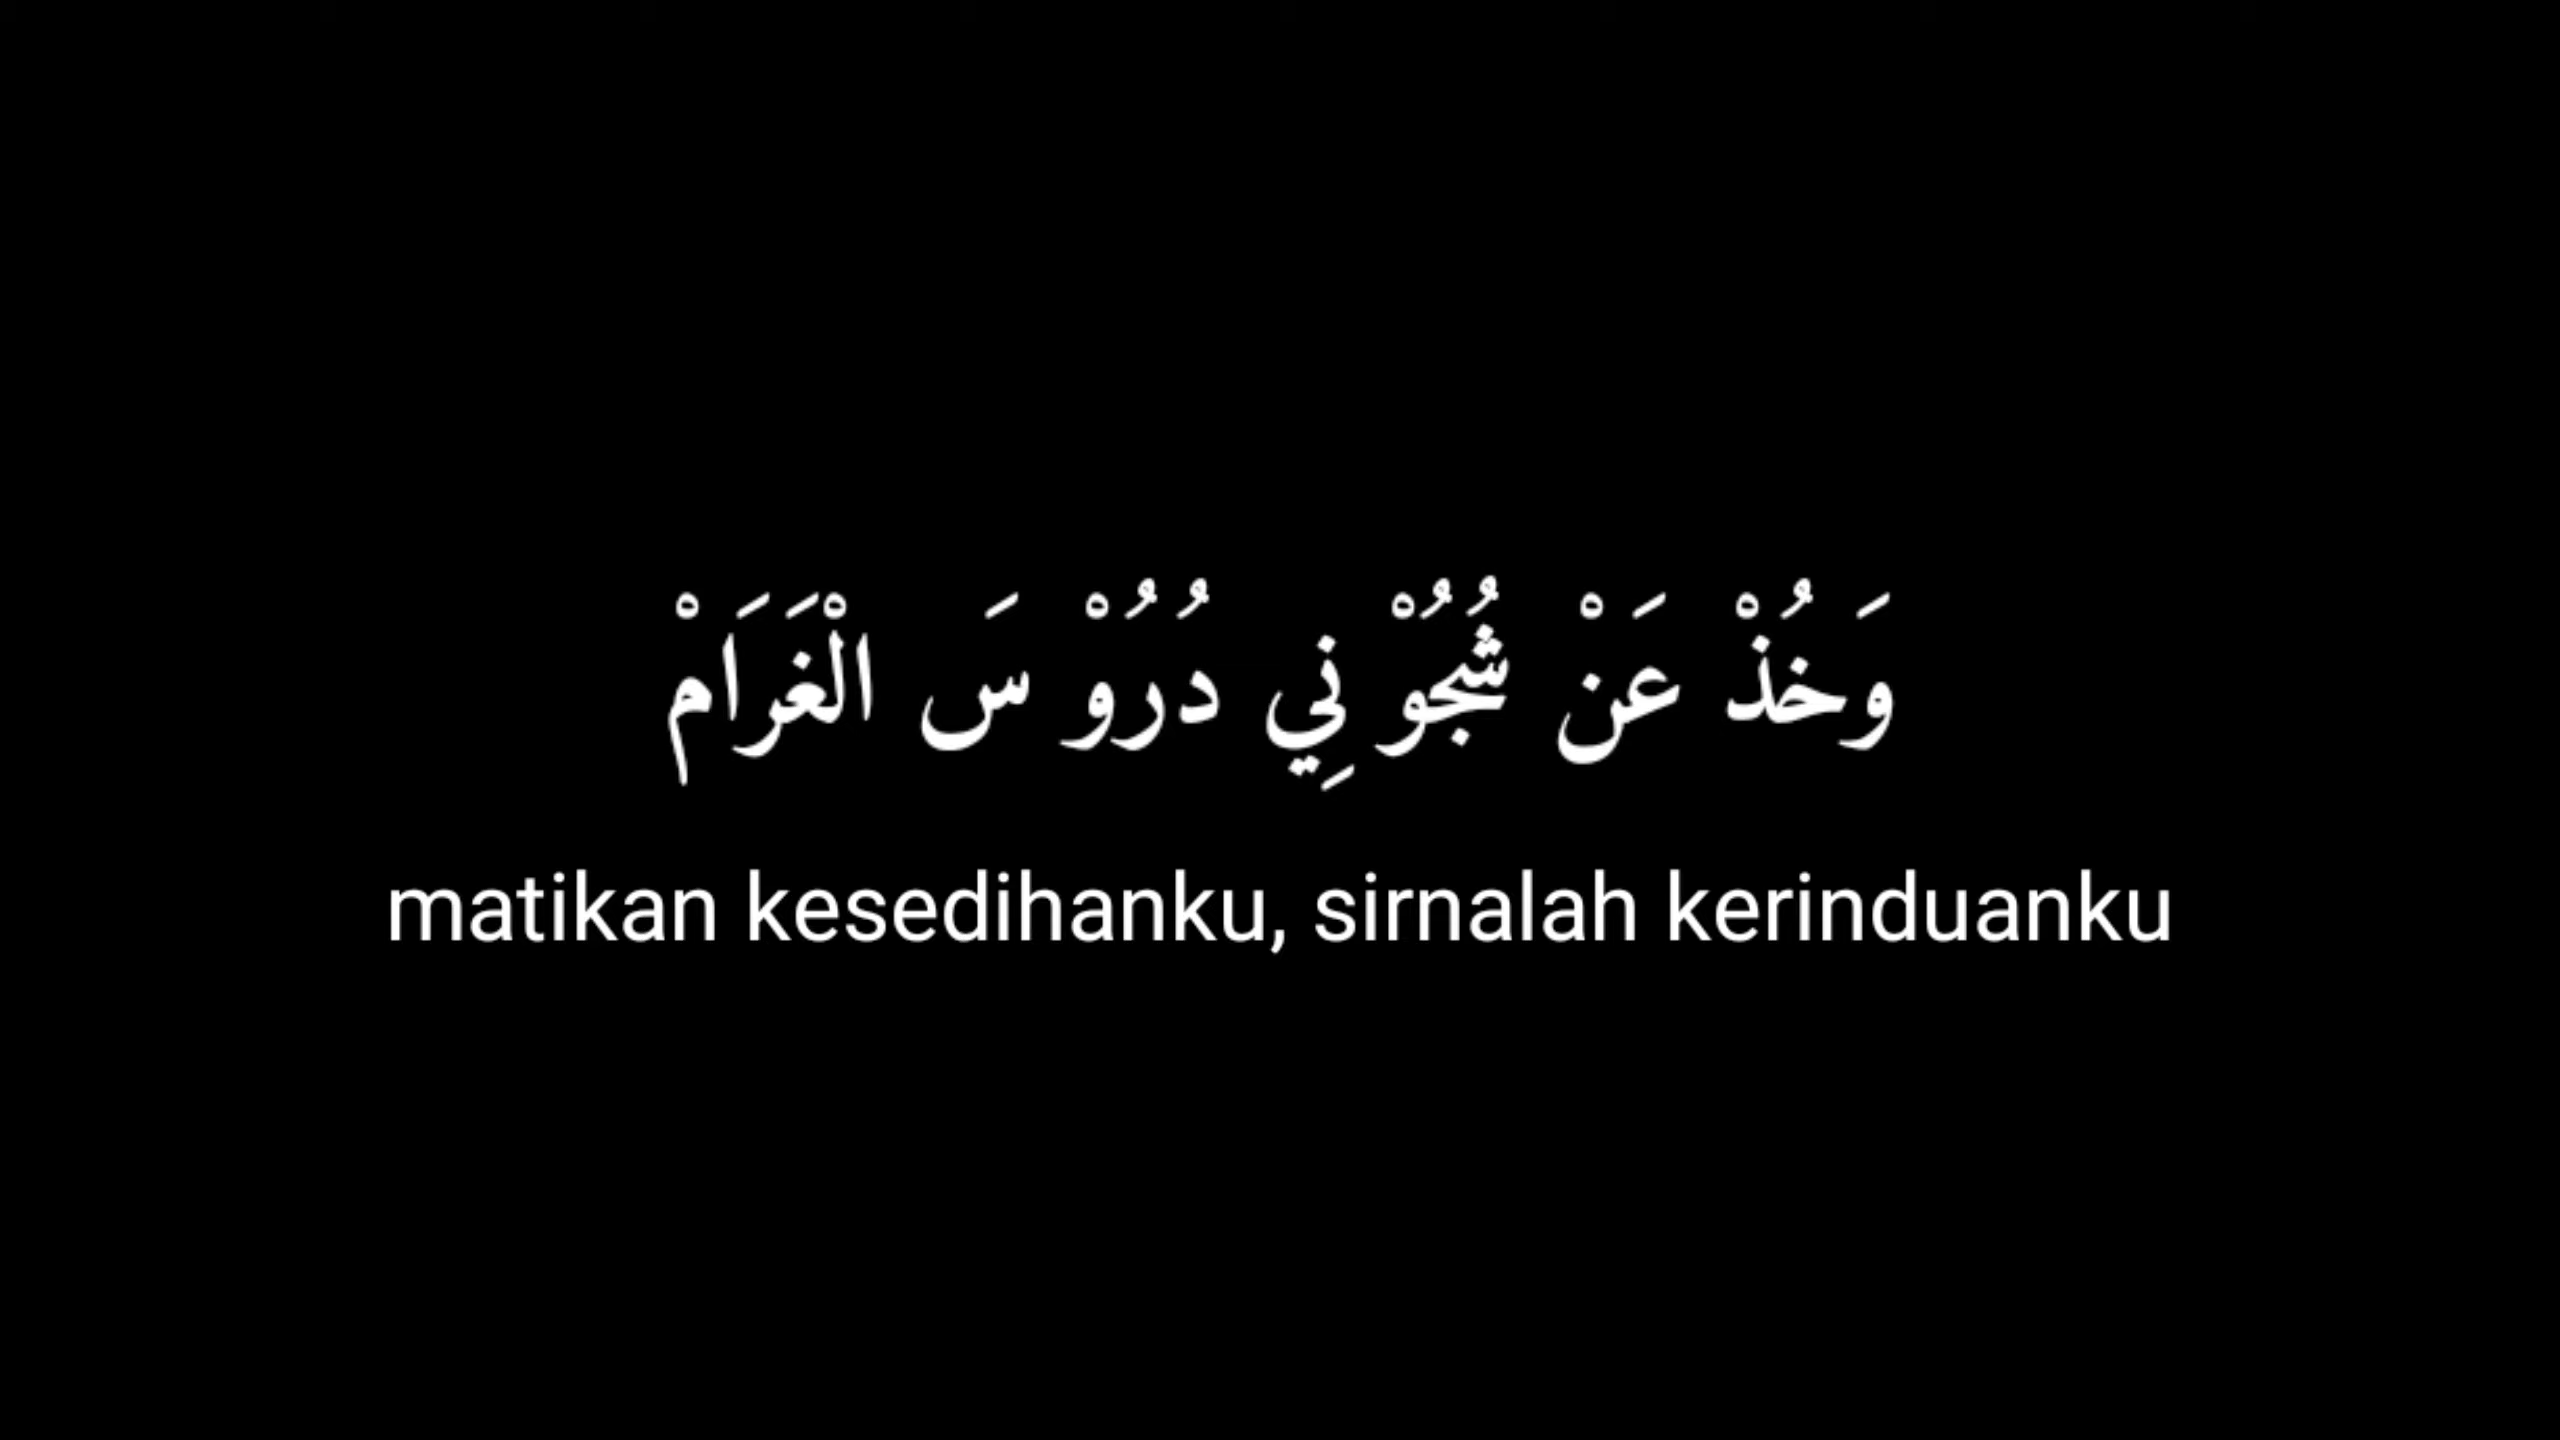 وَخُذْ عَنْ شُجُوْ نِي دُرُوْ سَ الْغَرَامْ
matikan kesedihanku, sirnalah kerinduanku